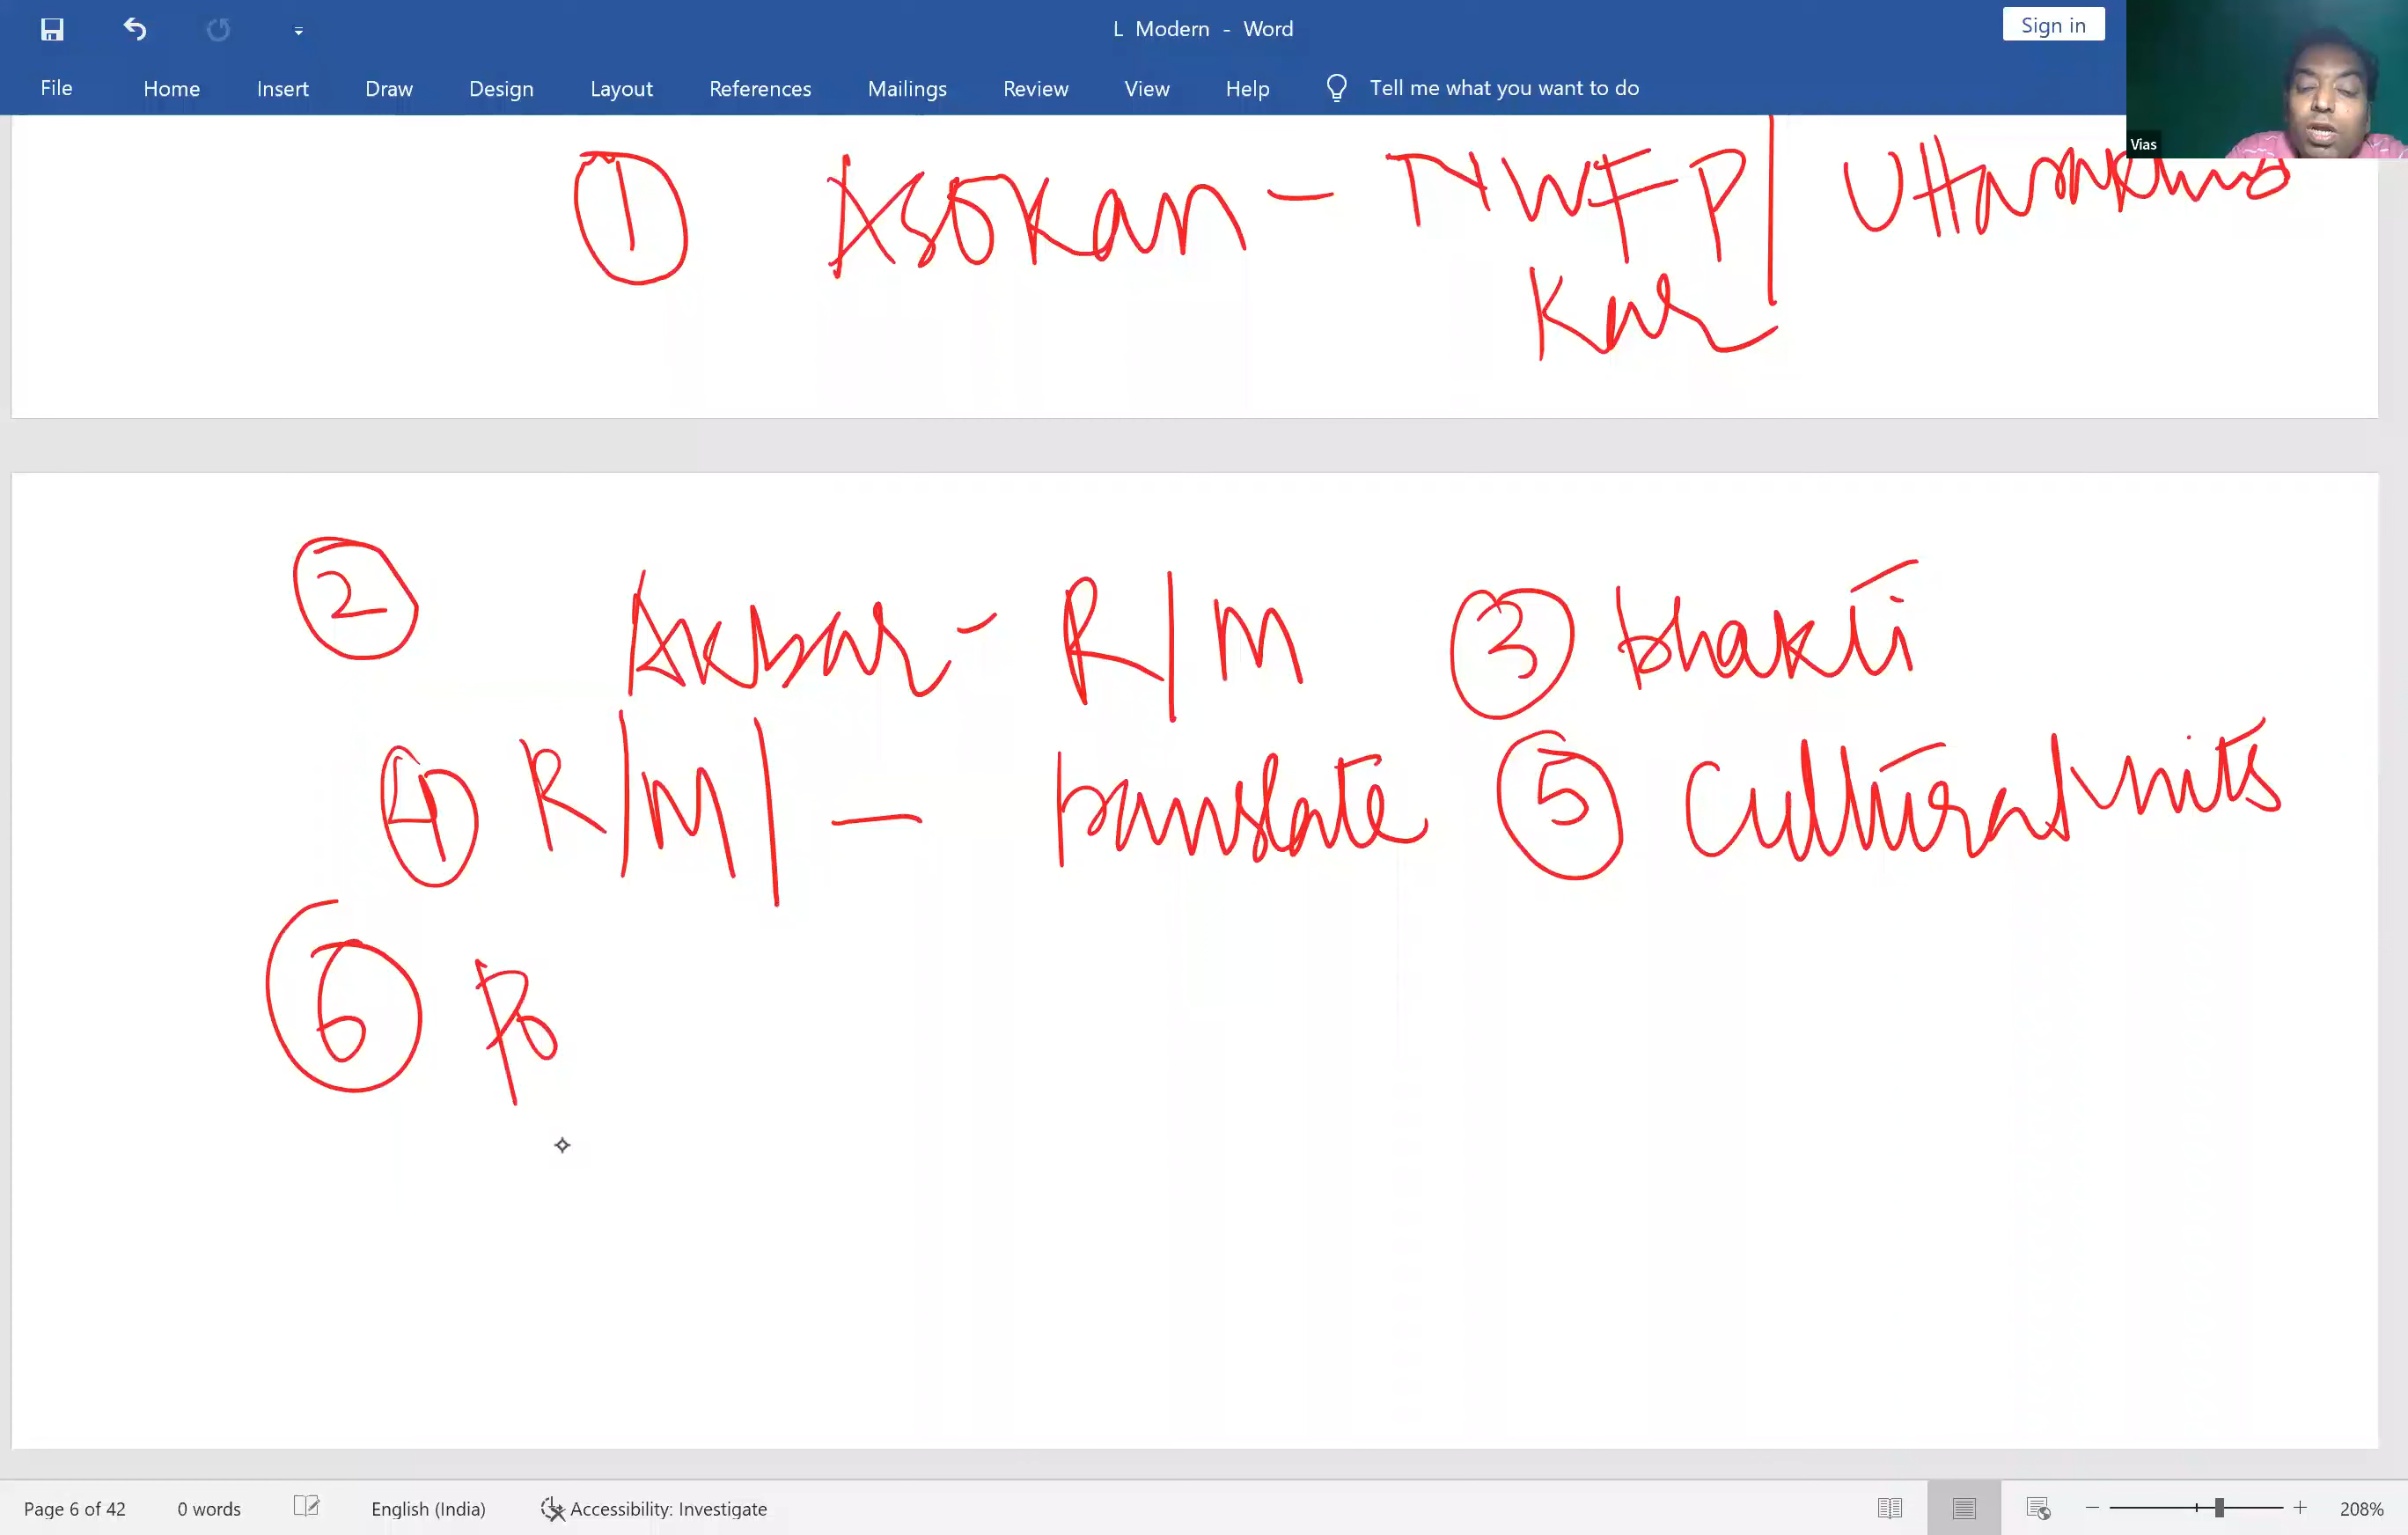 L Modern - Word
Sign in
File Home Insert Draw Design Layout References Mailings Review View Help Tell me what you want to do
Vias
① Asokan - NWFP |
Kar
② Akbar - R|M ③ bhakti
④ R|M| — translate ⑤ Cultural units
⑥
Page 6 of 42 0 words English (India) Accessibility: Investigate 208%